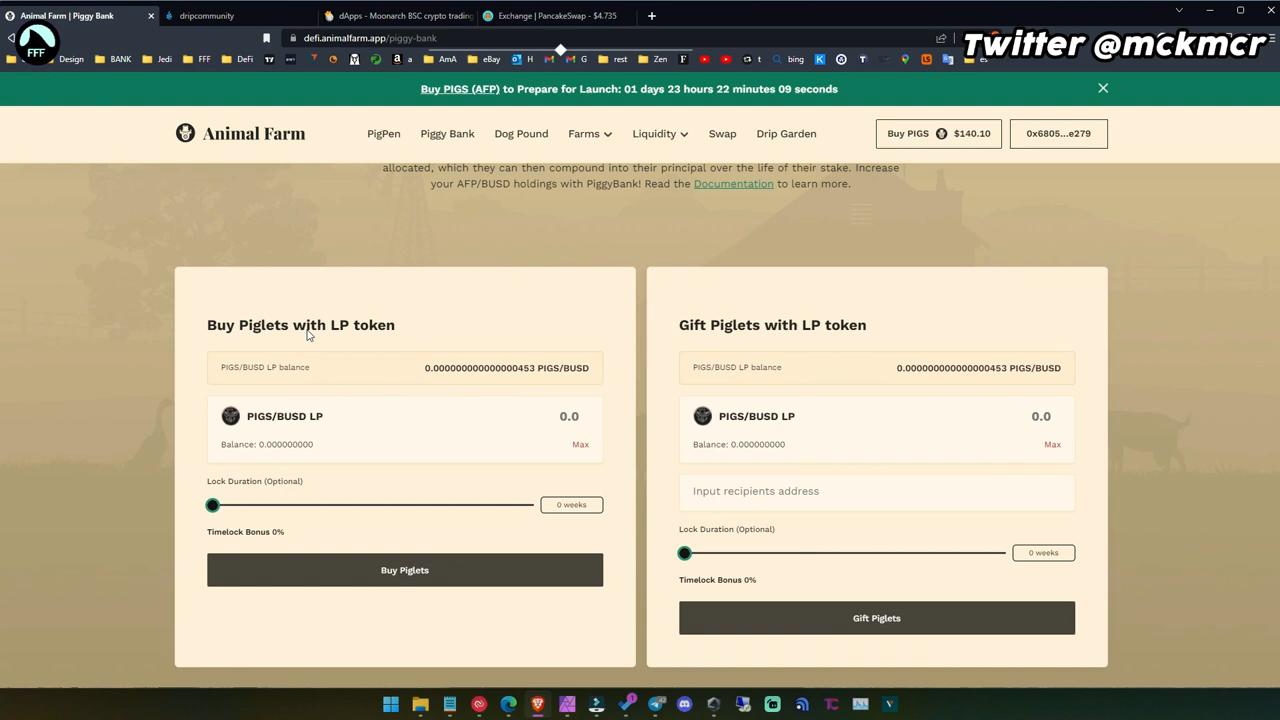 Animal Farm | Piggy Bank
dripcommunity
dApps - Moonarch BSC crypto trading
Exchange | PancakeSwap - $4.735
FFF
defi.animalfarm.app/piggy-bank
Twitter @mckmcr
Design
BANK
Jedi
FFF
DeFi
a
AmA
eBay
H
G
rest
Zen
t
bing
Buy PIGS (AFP) to Prepare for Launch: 01 days 23 hours 22 minutes 09 seconds
Animal Farm
PigPen
Piggy Bank
Dog Pound
Farms
Liquidity
Swap
Drip Garden
Buy PIGS $140.10
0x6805...e279
allocated, which they can then compound into their principal over the life of their stake. Increase
your AFP/BUSD holdings with PiggyBank! Read the Documentation to learn more.
Buy Piglets with LP token
PIGS/BUSD LP balance
0.000000000000000453 PIGS/BUSD
PIGS/BUSD LP
0.0
Balance: 0.000000000
Max
Lock Duration (Optional)
0 weeks
Timelock Bonus 0%
Buy Piglets
Gift Piglets with LP token
PIGS/BUSD LP balance
0.000000000000000453 PIGS/BUSD
PIGS/BUSD LP
0.0
Balance: 0.000000000
Max
Input recipients address
Lock Duration (Optional)
0 weeks
Timelock Bonus 0%
Gift Piglets